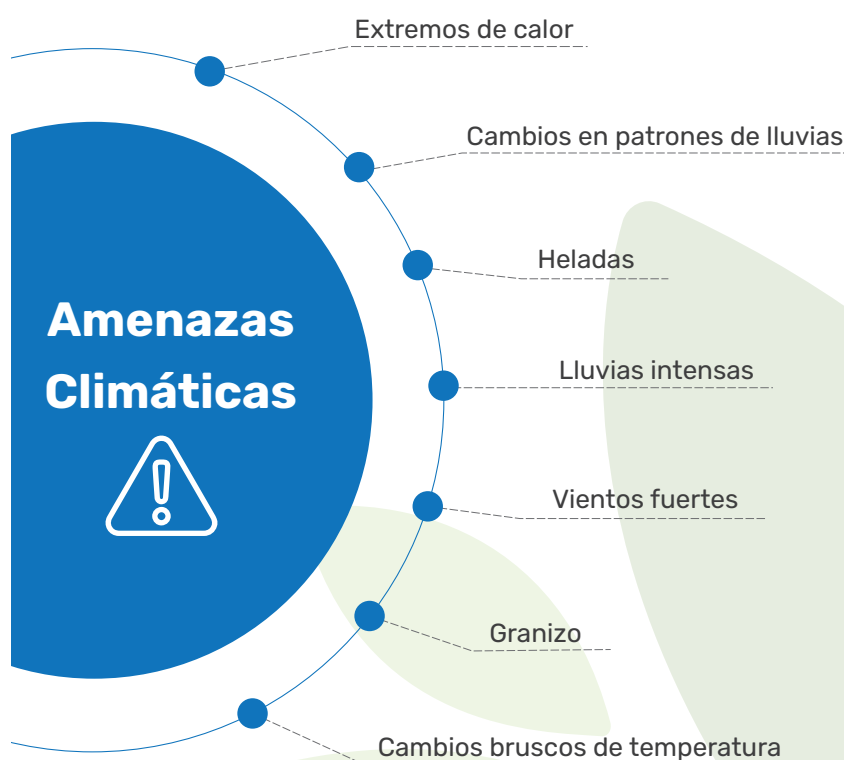 Extremos de calor
Cambios en patrones de lluvias
Heladas
Amenazas
Climáticas
Lluvias intensas
Vientos fuertes
Granizo
Cambios bruscos de temperatura